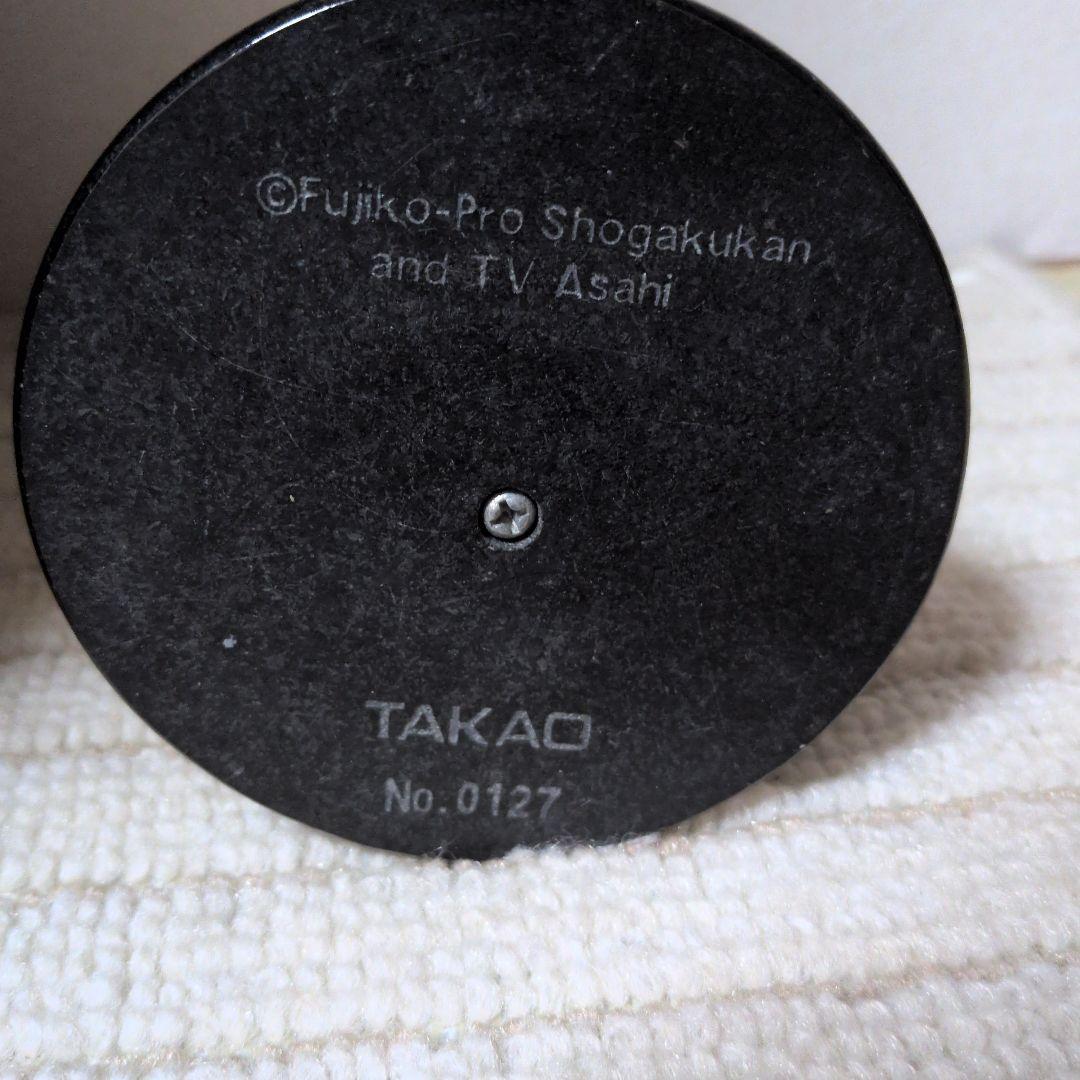 ©Fujiko-Pro Shogakukan
and TV Asahi
TAKAO
No.0127